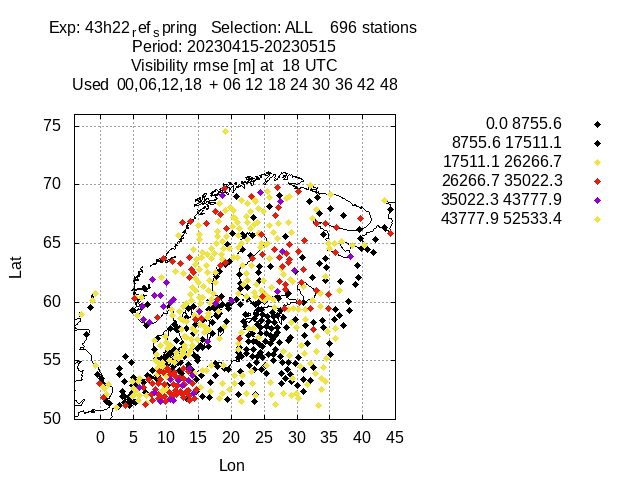 Exp: 43h22ref spring   Selection: ALL    696 stations
Period: 20230415-20230515
Visibility rmse [m] at  18 UTC
Used  00,06,12,18  + 06 12 18 24 30 36 42 48
0.0 8755.6
8755.6 17511.1
17511.1 26266.7
26266.7 35022.3
35022.3 43777.9
43777.9 52533.4
75
70
65
60
55
50
Lat
0 5 10 15 20 25 30 35 40 45
Lon